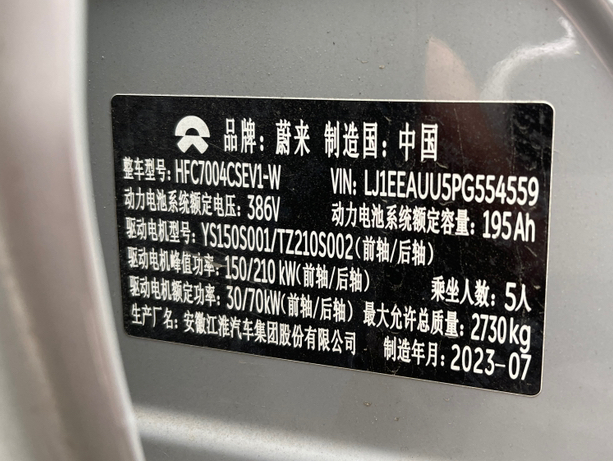 品牌：蔚来 制造国：中国
整车型号：HFC7004CSEV1-W VIN：LJ1EEAUU5PG554559
动力电池系统额定电压：386V 动力电池系统额定容量：195Ah
驱动电机型号：YS150S001/TZ210S002(前轴/后轴)
驱动电机峰值功率：150/210kW(前轴/后轴) 乘坐人数：5人
驱动电机额定功率：30/70kW(前轴/后轴) 最大允许总质量：2730kg
生产厂名：安徽江淮汽车集团股份有限公司 制造年月：2023-07